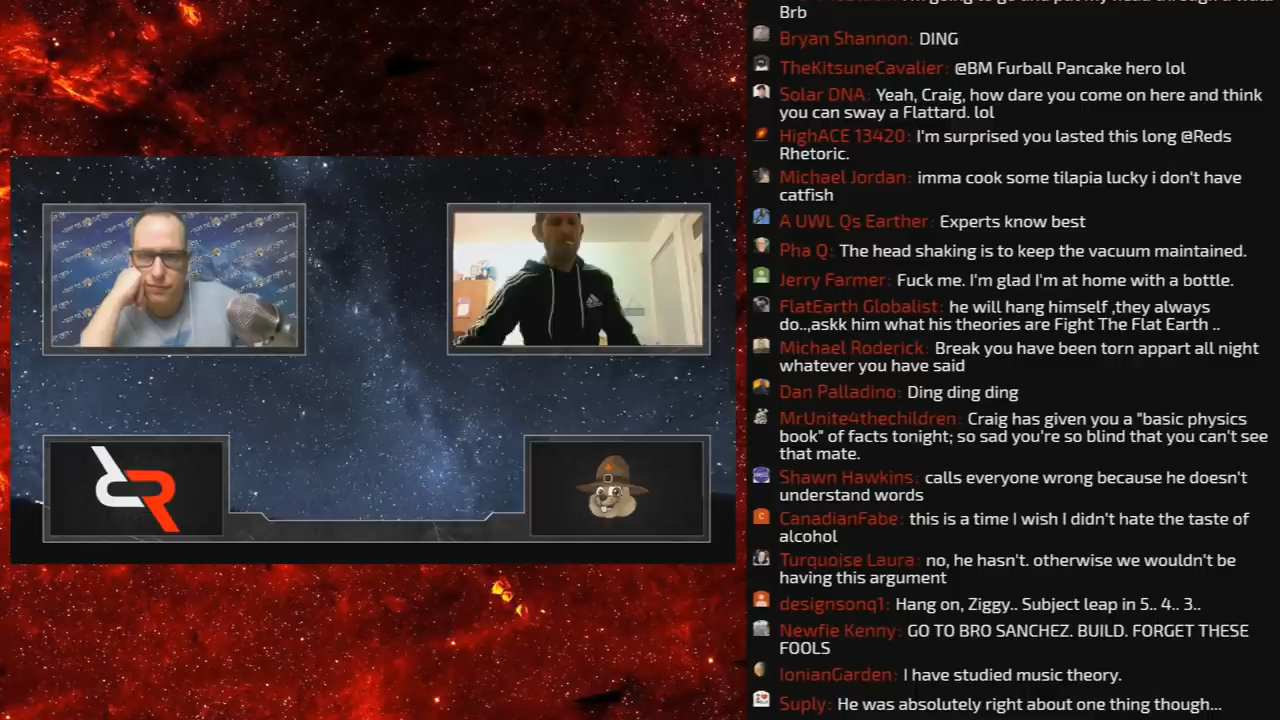 Brb
Bryan Shannon: DING
TheKitsuneCavalier: @BM Furball Pancake hero lol
Solar DNA: Yeah, Craig, how dare you come on here and think
you can sway a Flattard. lol
HighACE 13420: I'm surprised you lasted this long @Reds
Rhetoric.
Michael Jordan: imma cook some tilapia lucky i don't have
catfish
A UWL Qs Earther: Experts know best
Pha Q: The head shaking is to keep the vacuum maintained.
Jerry Farmer: Fuck me. I'm glad I'm at home with a bottle.
FlatEarth Globalist: he will hang himself ,they always
do..,askk him what his theories are Fight The Flat Earth ..
Michael Roderick: Break you have been torn appart all night
whatever you have said
Dan Palladino: Ding ding ding
MrUnite4thechildren: Craig has given you a "basic physics
book" of facts tonight; so sad you're so blind that you can't see
that mate.
Shawn Hawkins: calls everyone wrong because he doesn't
understand words
CanadianFabe: this is a time I wish I didn't hate the taste of
alcohol
Turquoise Laura: no, he hasn't. otherwise we wouldn't be
having this argument
designsonq1: Hang on, Ziggy.. Subject leap in 5.. 4.. 3..
Newfie Kenny: GO TO BRO SANCHEZ. BUILD. FORGET THESE
FOOLS
IonianGarden: I have studied music theory.
Suply: He was absolutely right about one thing though...
adidas
RR
C